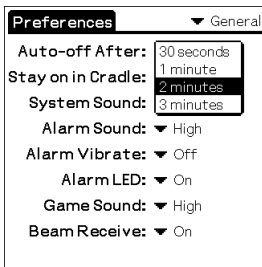 Preferences General
Auto-off After: 30 seconds
1 minute
Stay on in Cradle: 2 minutes
System Sound: 3 minutes
Alarm Sound: High
Alarm Vibrate: Off
Alarm LED: On
Game Sound: High
Beam Receive: On